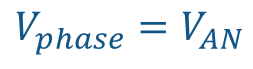 V_phase = V_AN